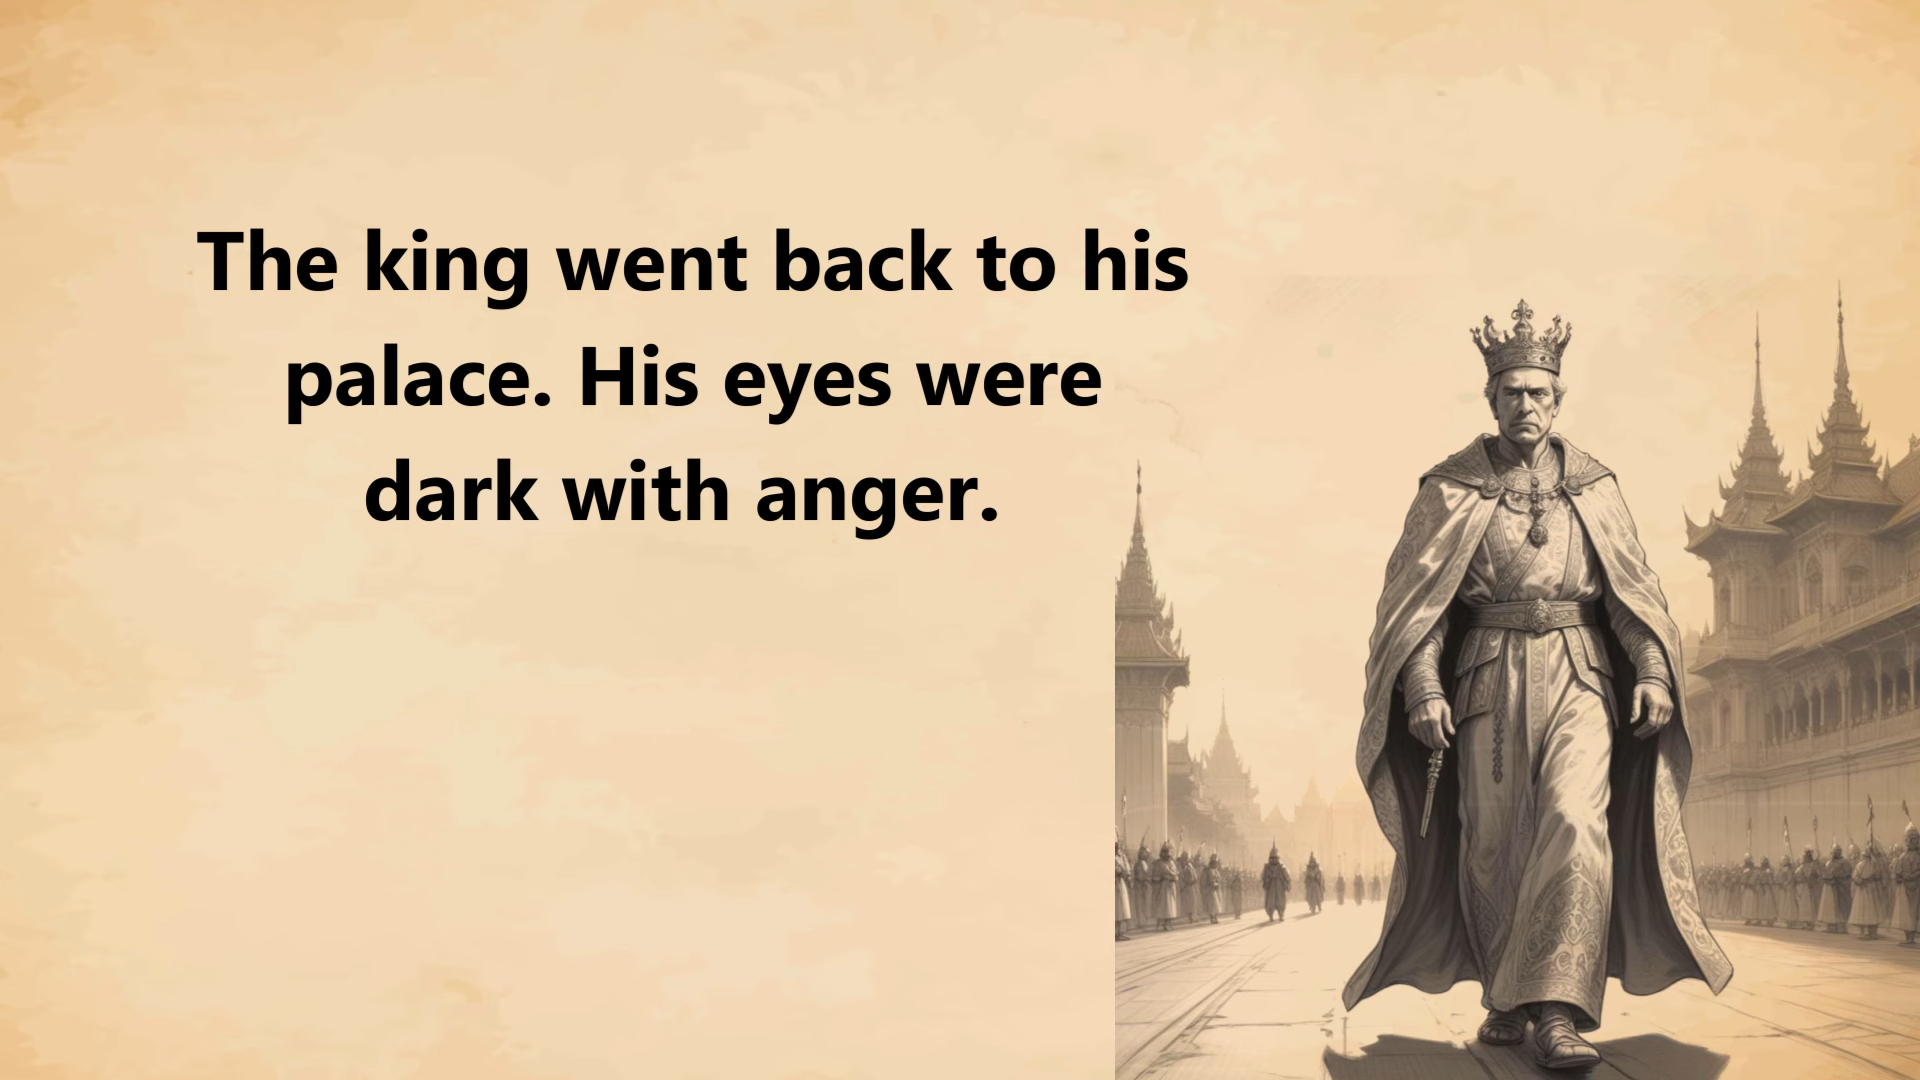 The king went back to his
palace. His eyes were
dark with anger.